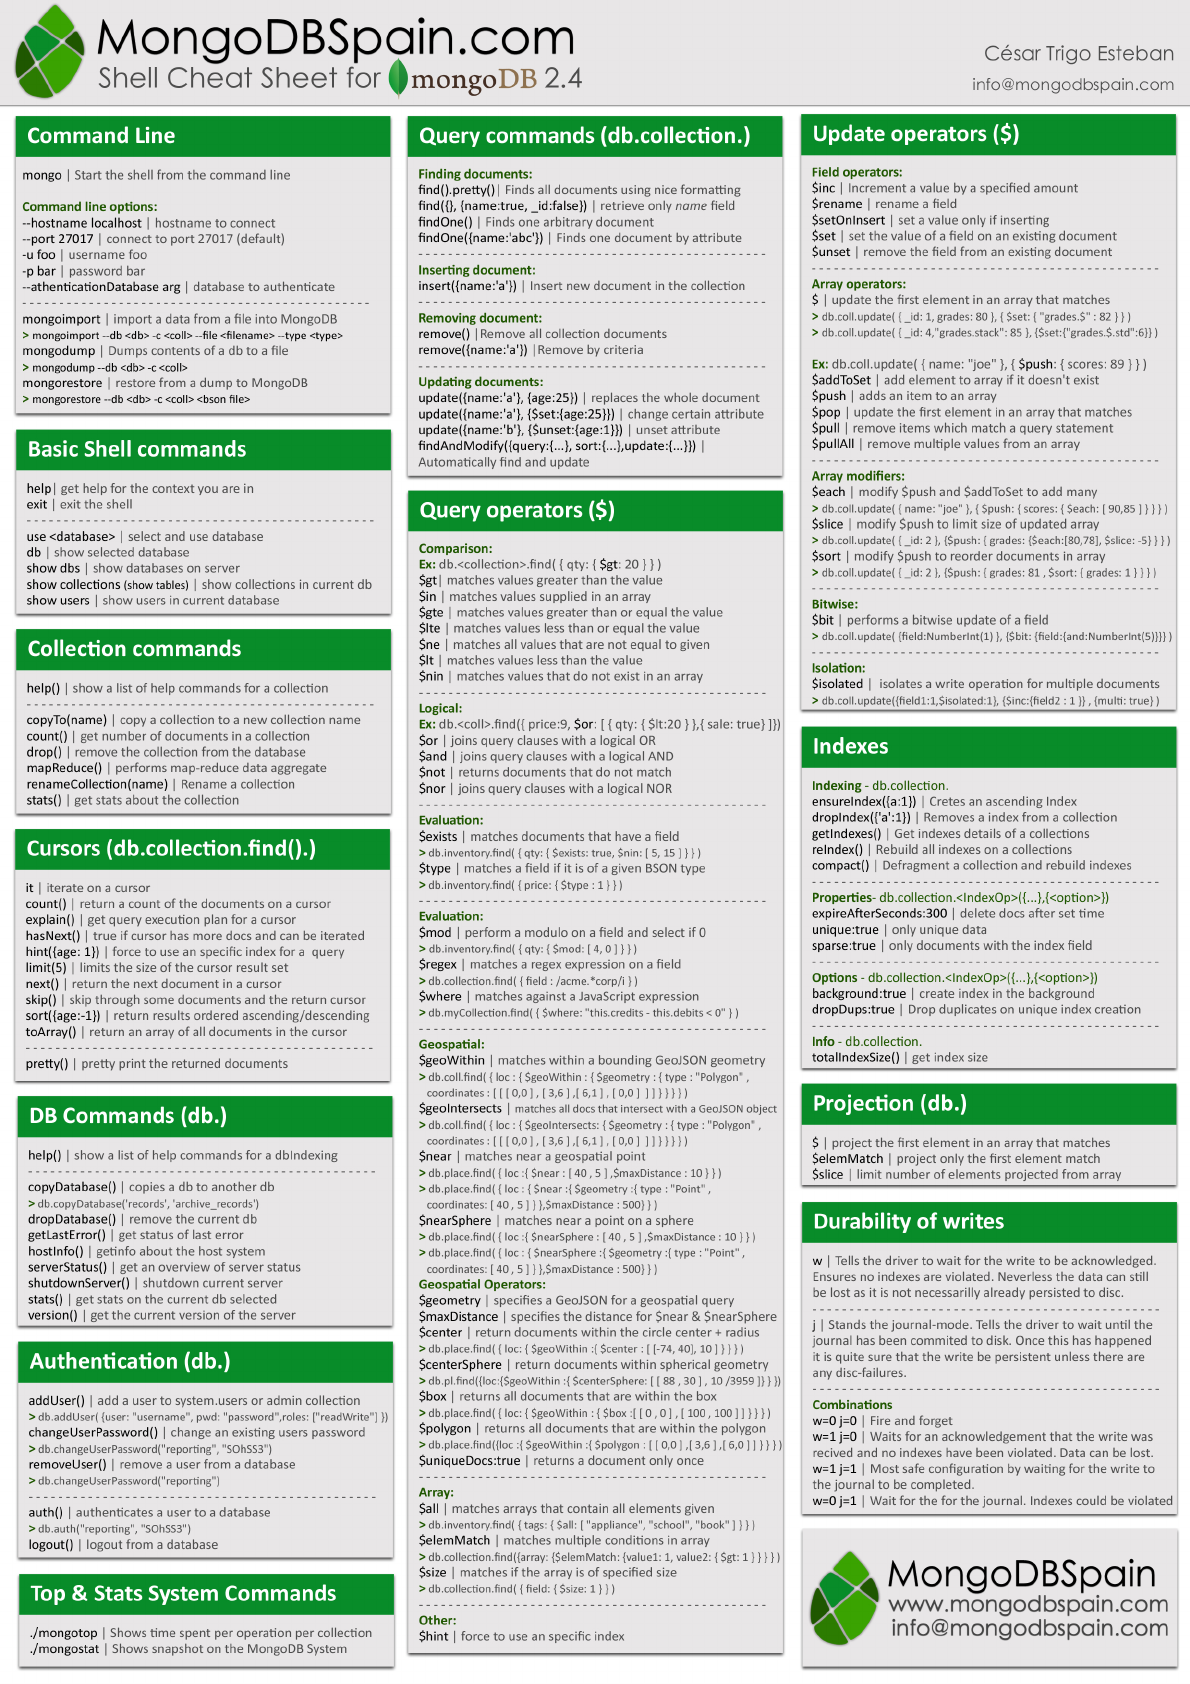 MongoDBSpain.com
Shell Cheat Sheet for mongoDB 2.4
César Trigo Esteban
info@mongodbspain.com
Command Line
mongo | Start the shell from the command line
Command line options:
--hostname localhost | hostname to connect
--port 27017 | connect to port 27017 (default)
-u foo | username foo
-p bar | password bar
--athenticationDatabase arg | database to authenticate
mongoimport | import a data from a file into MongoDB
> mongoimport --db <db> -c <coll> --file <filename> --type <type>
mongodump | Dumps contents of a db to a file
> mongodump --db <db> -c <coll>
mongorestore | restore from a dump to MongoDB
> mongorestore --db <db> -c <coll> <bson file>
Basic Shell commands
help| get help for the context you are in
exit | exit the shell
use <database> | select and use database
db | show selected database
show dbs | show databases on server
show collections (show tables) | show collections in current db
show users | show users in current database
Collection commands
help() | show a list of help commands for a collection
copyTo(name) | copy a collection to a new collection name
count() | get number of documents in a collection
drop() | remove the collection from the database
mapReduce() | performs map-reduce data aggregate
renameCollection(name) | Rename a collection
stats() | get stats about the collection
Cursors (db.collection.find().)
it | iterate on a cursor
count() | return a count of the documents on a cursor
explain() | get query execution plan for a cursor
hasNext() | true if cursor has more docs and can be iterated
hint({age: 1}) | force to use an specific index for a query
limit(5) | limits the size of the cursor result set
next() | return the next document in a cursor
skip() | skip through some documents and the return cursor
sort({age:-1}) | return results ordered ascending/descending
toArray() | return an array of all documents in the cursor
pretty() | pretty print the returned documents
DB Commands (db.)
help() | show a list of help commands for a dbIndexing
copyDatabase() | copies a db to another db
> db.copyDatabase('records', 'archive_records')
dropDatabase() | remove the current db
getLastError() | get status of last error
hostInfo() | getinfo about the host system
serverStatus() | get an overview of server status
shutdownServer() | shutdown current server
stats() | get stats on the current db selected
version() | get the current version of the server
Authentication (db.)
addUser() | add a user to system.users or admin collection
> db.addUser( {user: "username", pwd: "password",roles: ["readWrite"] })
changeUserPassword() | change an existing users password
> db.changeUserPassword("reporting", "SOhSS3")
removeUser() | remove a user from a database
> db.changeUserPassword("reporting")
auth() | authenticates a user to a database
> db.auth("reporting", "SOhSS3")
logout() | logout from a database
Top & Stats System Commands
./mongotop | Shows time spent per operation per collection
./mongostat | Shows snapshot on the MongoDB System
Query commands (db.collection.)
Finding documents:
find().pretty()| Finds all documents using nice formatting
find({}, {name:true, _id:false}) | retrieve only name field
findOne() | Finds one arbitrary document
findOne({name:'abc'}) | Finds one document by attribute
Inserting document:
insert({name:'a'}) | Insert new document in the collection
Removing document:
remove() |Remove all collection documents
remove({name:'a'}) |Remove by criteria
Updating documents:
update({name:'a'}, {age:25}) | replaces the whole document
update({name:'a'}, {$set:{age:25}}) | change certain attribute
update({name:'b'}, {$unset:{age:1}}) | unset attribute
findAndModify({query:{...}, sort:{...},update:{...}}) |
Automatically find and update
Query operators ($)
Comparison:
Ex: db.<collection>.find( { qty: { $gt: 20 } } )
$gt| matches values greater than the value
$in | matches values supplied in an array
$gte | matches values greater than or equal the value
$lte | matches values less than or equal the value
$ne | matches all values that are not equal to given
$lt | matches values less than the value
$nin | matches values that do not exist in an array
Logical:
Ex: db.<coll>.find({ price:9, $or: [ { qty: { $lt:20 } },{ sale: true} ]})
$or | joins query clauses with a logical OR
$and | joins query clauses with a logical AND
$not | returns documents that do not match
$nor | joins query clauses with a logical NOR
Evaluation:
$exists | matches documents that have a field
> db.inventory.find( { qty: { $exists: true, $nin: [ 5, 15 ] } } )
$type | matches a field if it is of a given BSON type
> db.inventory.find( { price: { $type : 1 } } )
Evaluation:
$mod | perform a modulo on a field and select if 0
> db.inventory.find( { qty: { $mod: [ 4, 0 ] } } )
$regex | matches a regex expression on a field
> db.collection.find( { field : /acme.*corp/i } )
$where | matches against a JavaScript expression
> db.myCollection.find( { $where: "this.credits - this.debits < 0" } )
Geospatial:
$geoWithin | matches within a bounding GeoJSON geometry
> db.coll.find( { loc : { $geoWithin : { $geometry : { type : "Polygon" ,
coordinates : [ [ [ 0,0 ] , [ 3,6 ] ,[ 6,1 ] , [ 0,0 ] ] ] } } } } )
$geoIntersects | matches all docs that intersect with a GeoJSON object
> db.coll.find( { loc : { $geoIntersects: { $geometry : { type : "Polygon" ,
coordinates : [ [ [ 0,0 ] , [ 3,6 ] ,[ 6,1 ] , [ 0,0 ] ] ] } } } } )
$near | matches near a geospatial point
> db.place.find( { loc :{ $near : [ 40 , 5 ] ,$maxDistance : 10 } } )
> db.place.find( { loc : { $near :{ $geometry :{ type : "Point" ,
coordinates: [ 40 , 5 ] } },$maxDistance : 500} } )
$nearSphere | matches near a point on a sphere
> db.place.find( { loc :{ $nearSphere : [ 40 , 5 ] ,$maxDistance : 10 } } )
> db.place.find( { loc : { $nearSphere :{ $geometry :{ type : "Point" ,
coordinates: [ 40 , 5 ] } },$maxDistance : 500} } )
Geospatial Operators:
$geometry | specifies a GeoJSON for a geospatial query
$maxDistance | specifies the distance for $near & $nearSphere
$center | return documents within the circle center + radius
> db.place.find( { loc: { $geoWithin :{ $center : [ [-74, 40], 10 ] } } } )
$centerSphere | return documents within spherical geometry
> db.pl.find({loc:{$geoWithin :{ $centerSphere: [ [ 88 , 30 ] , 10 /3959 ]} } })
$box | returns all documents that are within the box
> db.place.find( { loc: { $geoWithin : { $box :[ [ 0 , 0 ] , [ 100 , 100 ] ] } } } )
$polygon | returns all documents that are within the polygon
> db.place.find({loc :{ $geoWithin :{ $polygon : [ [ 0,0 ] , [ 3,6 ] ,[ 6,0 ] ] } } } )
$uniqueDocs:true | returns a document only once
Array:
$all | matches arrays that contain all elements given
> db.inventory.find( { tags: { $all: [ "appliance", "school", "book" ] } } )
$elemMatch | matches multiple conditions in array
> db.collection.find({array: {$elemMatch: {value1: 1, value2: { $gt: 1 } } } } )
$size | matches if the array is of specified size
> db.collection.find( { field: { $size: 1 } } )
Other:
$hint | force to use an specific index
Update operators ($)
Field operators:
$inc | Increment a value by a specified amount
$rename | rename a field
$setOnInsert | set a value only if inserting
$set | set the value of a field on an existing document
$unset | remove the field from an existing document
Array operators:
$ | update the first element in an array that matches
> db.coll.update( { _id: 1, grades: 80 }, { $set: { "grades.$" : 82 } } )
> db.coll.update( { _id: 4,"grades.stack": 85 }, {$set:{"grades.$.std":6}} )
Ex: db.coll.update( { name: "joe" }, { $push: { scores: 89 } } )
$addToSet | add element to array if it doesn't exist
$push | adds an item to an array
$pop | update the first element in an array that matches
$pull | remove items which match a query statement
$pullAll | remove multiple values from an array
Array modifiers:
$each | modify $push and $addToSet to add many
> db.coll.update( { name: "joe" }, { $push: { scores: { $each: [ 90,85 ] } } } )
$slice | modify $push to limit size of updated array
> db.coll.update( { _id: 2 }, {$push: { grades: {$each:[80,78], $slice: -5} } } )
$sort | modify $push to reorder documents in array
> db.coll.update( { _id: 2 }, {$push: { grades: 81 , $sort: { grades: 1 } } } )
Bitwise:
$bit | performs a bitwise update of a field
> db.coll.update( {field:NumberInt(1) }, {$bit: {field:{and:NumberInt(5)}}} )
Isolation:
$isolated | isolates a write operation for multiple documents
> db.coll.update({field1:1,$isolated:1}, {$inc:{field2 : 1 }} , {multi: true} )
Indexes
Indexing - db.collection.
ensureIndex({a:1}) | Cretes an ascending Index
dropIndex({'a':1}) | Removes a index from a collection
getIndexes() | Get indexes details of a collections
reIndex() | Rebuild all indexes on a collections
compact() | Defragment a collection and rebuild indexes
Properties- db.collection.<IndexOp>({...},{<option>})
expireAfterSeconds:300 | delete docs after set time
unique:true | only unique data
sparse:true | only documents with the index field
Options - db.collection.<IndexOp>({...},{<option>})
background:true | create index in the background
dropDups:true | Drop duplicates on unique index creation
Info - db.collection.
totalIndexSize() | get index size
Projection (db.)
$ | project the first element in an array that matches
$elemMatch | project only the first element match
$slice | limit number of elements projected from array
Durability of writes
w | Tells the driver to wait for the write to be acknowledged.
Ensures no indexes are violated. Neverless the data can still
be lost as it is not necessarilly already persisted to disc.
j | Stands the journal-mode. Tells the driver to wait until the
journal has been commited to disk. Once this has happened
it is quite sure that the write be persistent unless there are
any disc-failures.
Combinations
w=0 j=0 | Fire and forget
w=1 j=0 | Waits for an acknowledgement that the write was
recived and no indexes have been violated. Data can be lost.
w=1 j=1 | Most safe configuration by waiting for the write to
the journal to be completed.
w=0 j=1 | Wait for the for the journal. Indexes could be violated
MongoDBSpain
www.mongodbspain.com
info@mongodbspain.com